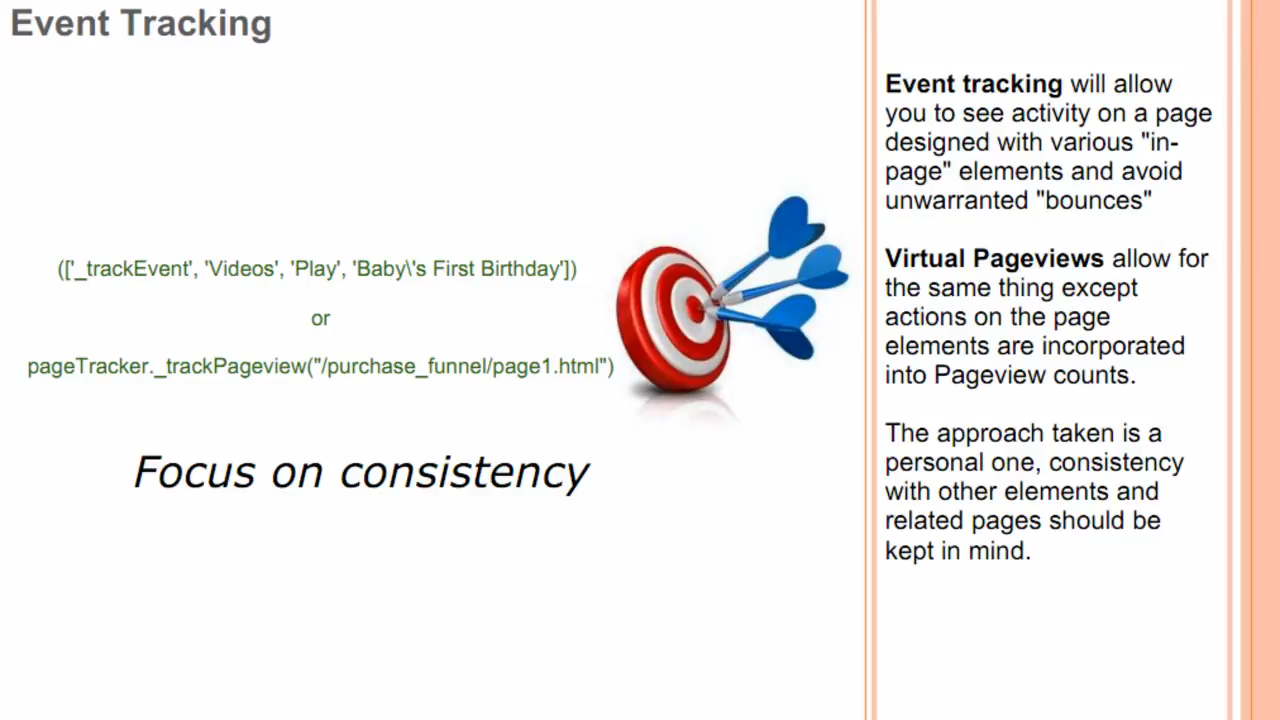 Event Tracking
(['_trackEvent', 'Videos', 'Play', 'Baby\'s First Birthday'])
or
pageTracker._trackPageview("/purchase_funnel/page1.html")
Focus on consistency
Event tracking will allow
you to see activity on a page
designed with various "in-
page" elements and avoid
unwarranted "bounces"
Virtual Pageviews allow for
the same thing except
actions on the page
elements are incorporated
into Pageview counts.
The approach taken is a
personal one, consistency
with other elements and
related pages should be
kept in mind.